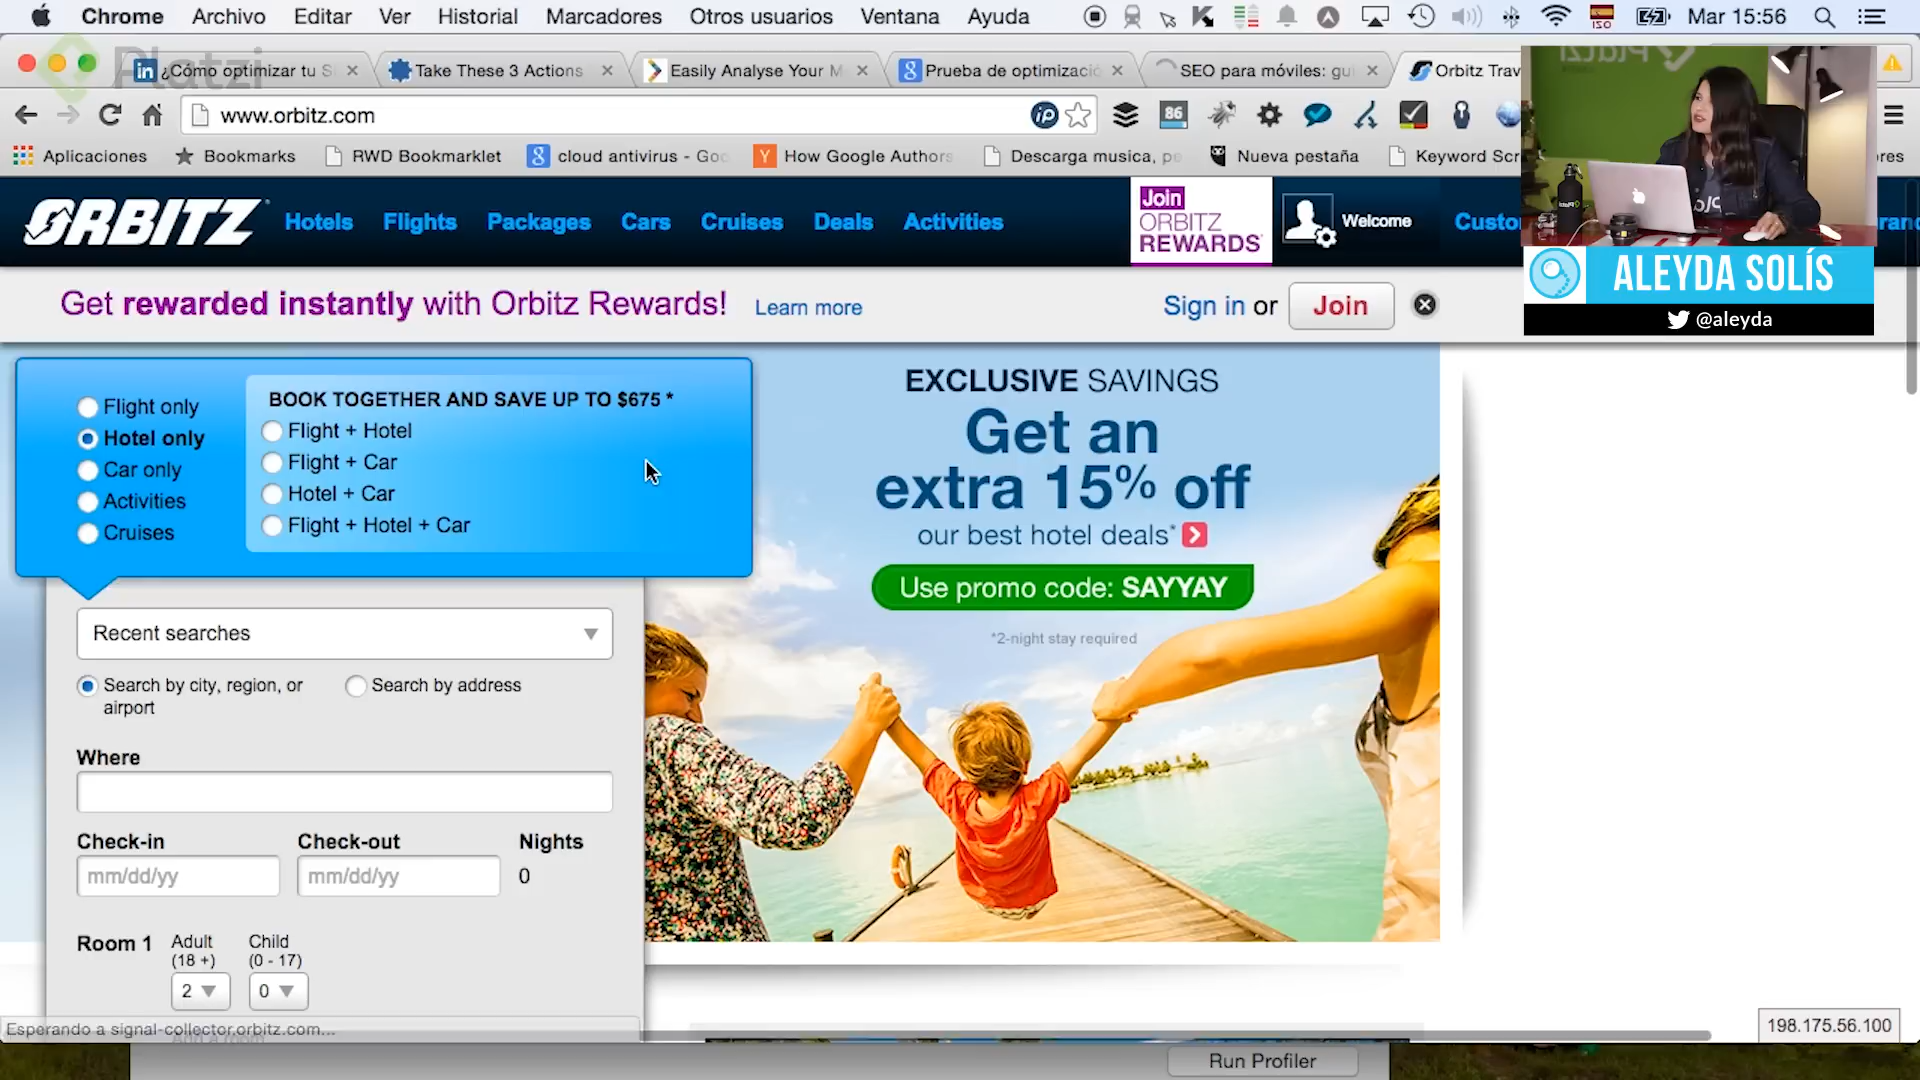 Chrome Archivo Editar Ver Historial Marcadores Otros usuarios Ventana Ayuda Mar 15:56
Platzi
¿Cómo optimizar tu S
Take These 3 Actions
Easily Analyse Your M
Prueba de optimizació
SEO para móviles: gu
Orbitz Trav
www.orbitz.com
86
Aplicaciones Bookmarks RWD Bookmarklet cloud antivirus - Goo How Google Authors Descarga musica, pe Nueva pestaña Keyword Scr
ORBITZ Hotels Flights Packages Cars Cruises Deals Activities
Join
ORBITZ
REWARDS
Welcome
Custo
ALEYDA SOLÍS
@aleyda
Get rewarded instantly with Orbitz Rewards! Learn more
Sign in or Join
Flight only
Hotel only
Car only
Activities
Cruises
BOOK TOGETHER AND SAVE UP TO $675 *
Flight + Hotel
Flight + Car
Hotel + Car
Flight + Hotel + Car
EXCLUSIVE SAVINGS
Get an
extra 15% off
our best hotel deals*
Use promo code: SAYYAY
*2-night stay required
Recent searches
Search by city, region, or
airport
Search by address
Where
Check-in Check-out Nights
mm/dd/yy mm/dd/yy 0
Room 1
Adult
(18 +)
Child
(0 - 17)
2 0
Esperando a signal-collector.orbitz.com...
198.175.56.100
Run Profiler